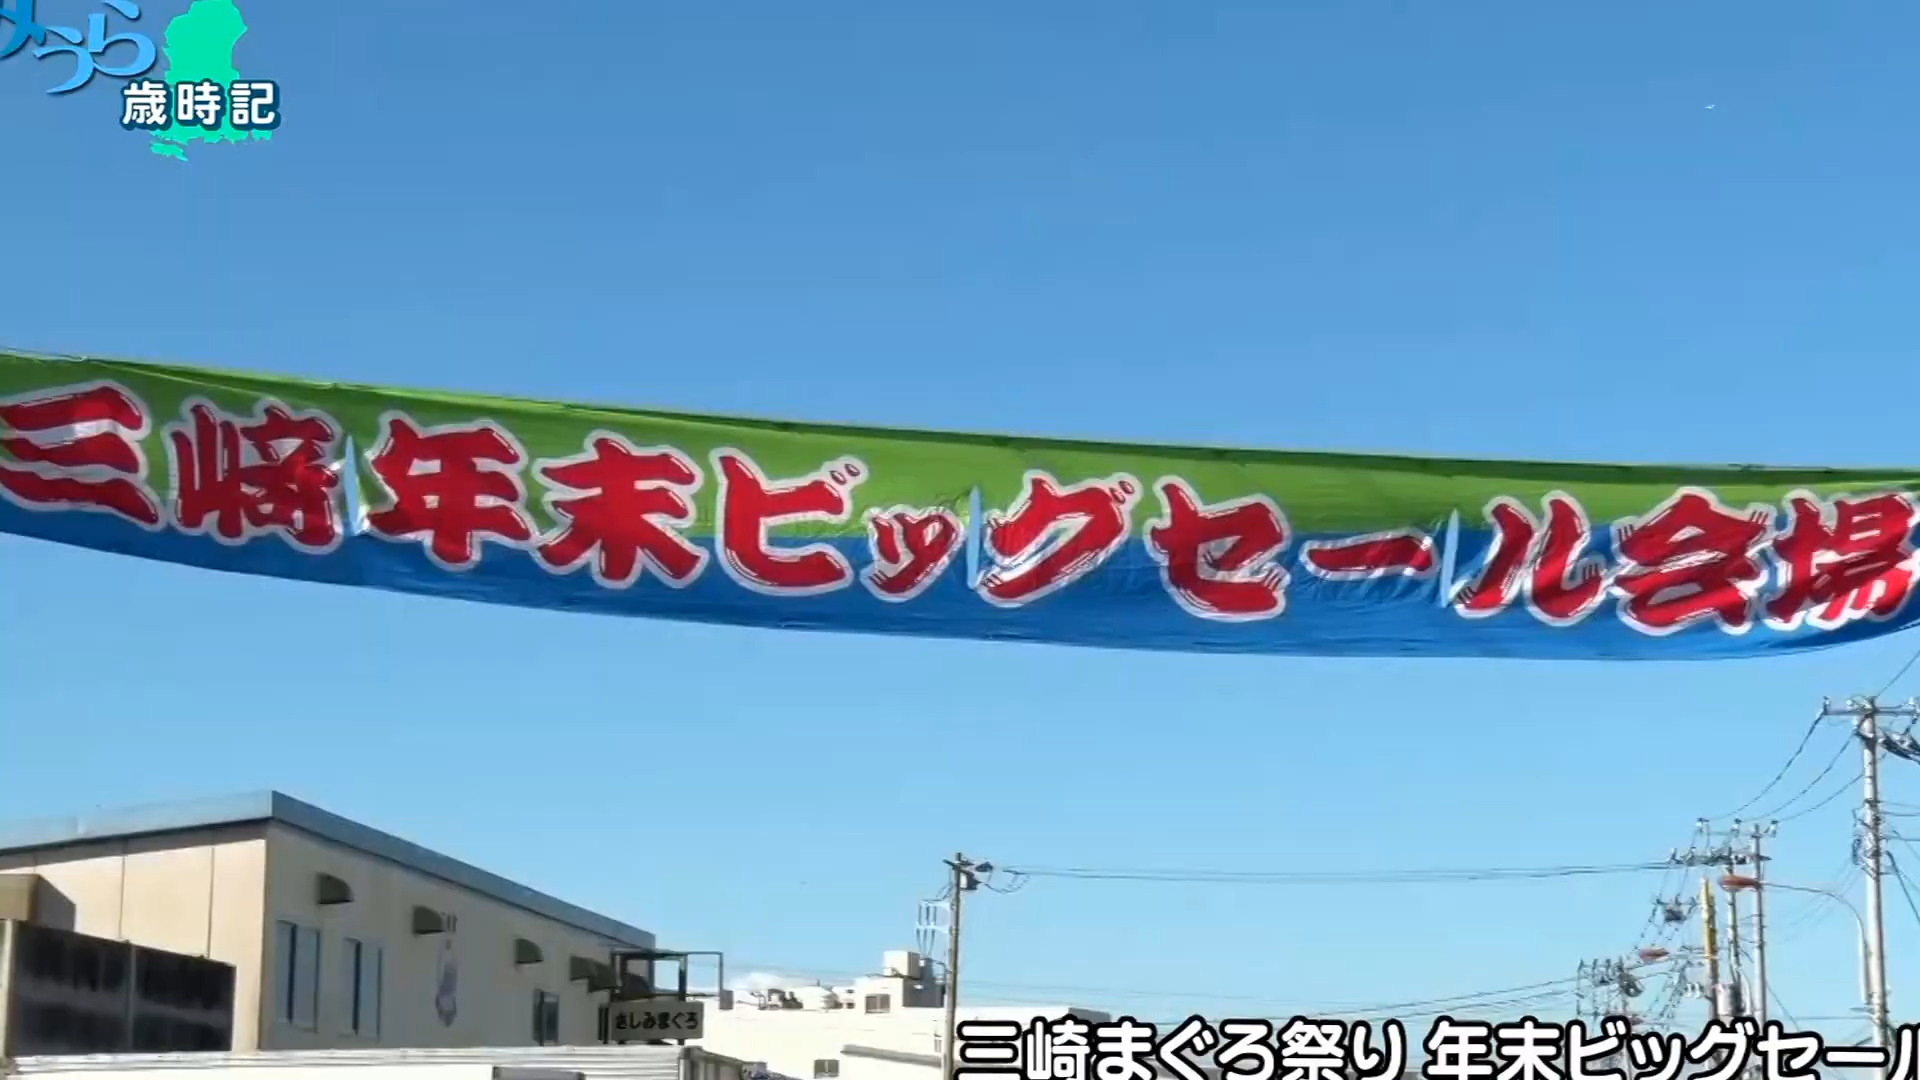 みうら
歳時記
三崎年末ビッグセール会場
さしみまぐろ
三崎まぐろ祭り 年末ビッグセール